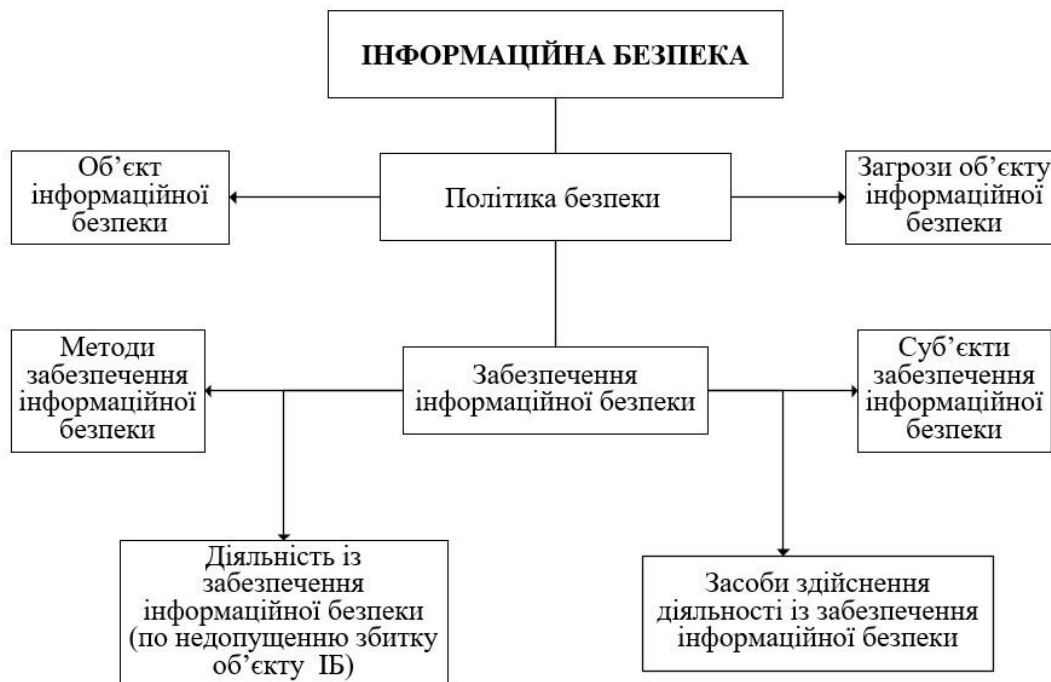 ІНФОРМАЦІЙНА БЕЗПЕКА
Об’єкт
інформаційної
безпеки
Політика безпеки
Загрози об’єкту
інформаційної
безпеки
Методи
забезпечення
інформаційної
безпеки
Забезпечення
інформаційної безпеки
Суб’єкти
забезпечення
інформаційної
безпеки
Діяльність із
забезпечення
інформаційної безпеки
(по недопущенню збитку
об’єкту ІБ)
Засоби здійснення
діяльності із забезпечення
інформаційної безпеки